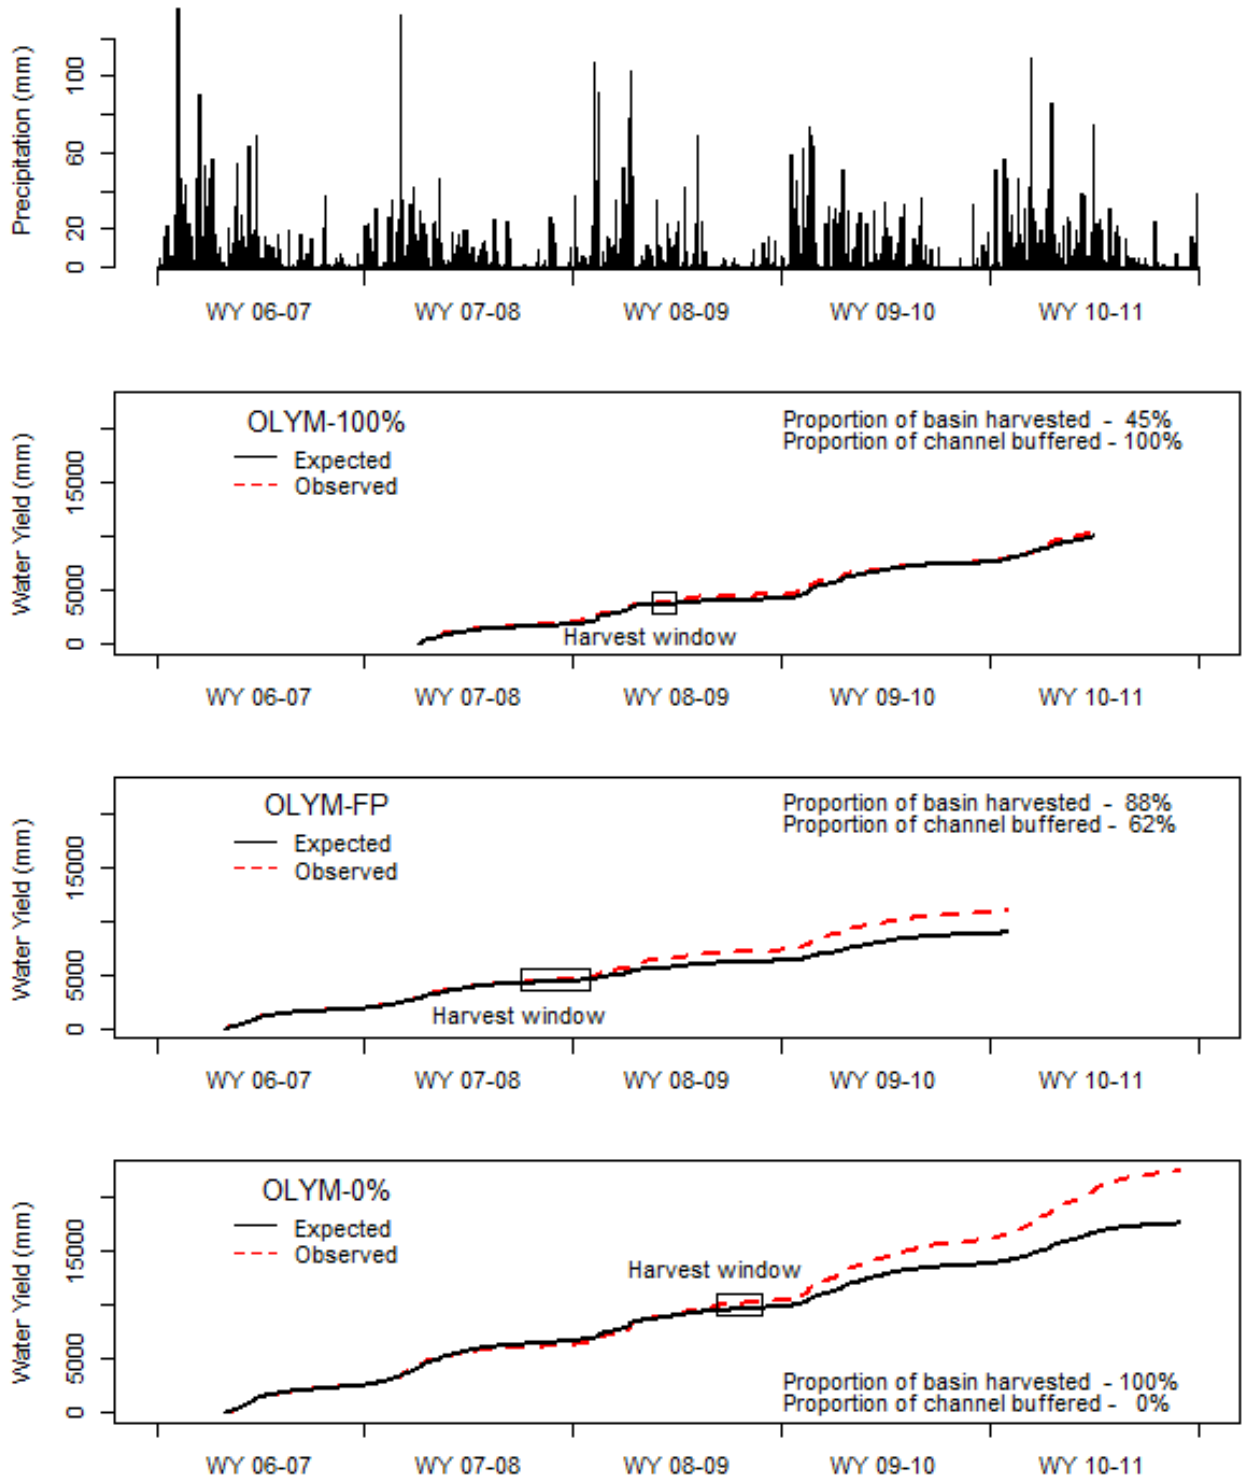 Precipitation (mm)
100
60
20
0
WY 06-07 WY 07-08 WY 08-09 WY 09-10 WY 10-11
Water Yield (mm)
15000
5000
0
OLYM-100%
Expected
Observed
Proportion of basin harvested - 45%
Proportion of channel buffered - 100%
Harvest window
WY 06-07 WY 07-08 WY 08-09 WY 09-10 WY 10-11
Water Yield (mm)
15000
5000
0
OLYM-FP
Expected
Observed
Proportion of basin harvested - 88%
Proportion of channel buffered - 62%
Harvest window
WY 06-07 WY 07-08 WY 08-09 WY 09-10 WY 10-11
Water Yield (mm)
15000
5000
0
OLYM-0%
Expected
Observed
Harvest window
Proportion of basin harvested - 100%
Proportion of channel buffered - 0%
WY 06-07 WY 07-08 WY 08-09 WY 09-10 WY 10-11